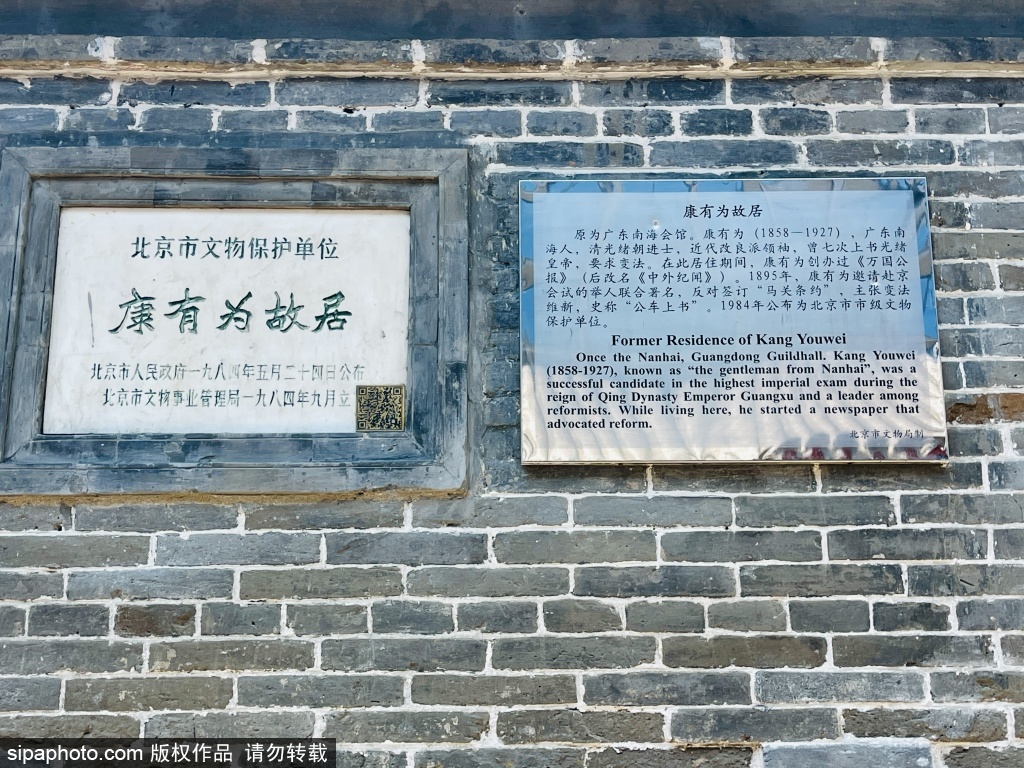 北京市文物保护单位
康有为故居
北京市人民政府一九八四年五月二十四日公布
北京市文物事业管理局一九八四年九月立
康有为故居
原为广东南海会馆。康有为（1858—1927），广东南
海人，清光绪朝进士，近代改良派领袖，曾七次上书光绪
皇帝，要求变法。在此居住期间，康有为创办过《万国公
报》（后改名《中外纪闻》）。1895年，康有为邀请赴京
会试的举人联合署名，反对签订“马关条约”，主张变法
维新，史称“公车上书”。1984年公布为北京市市级文物
保护单位。
Former Residence of Kang Youwei
Once the Nanhai, Guangdong Guildhall. Kang Youwei
(1858-1927), known as “the gentleman from Nanhai”, was a
successful candidate in the highest imperial exam during the
reign of Qing Dynasty Emperor Guangxu and a leader among
reformists. While living here, he started a newspaper that
advocated reform.
北京市文物局制
sipaphoto.com 版权作品 请勿转载